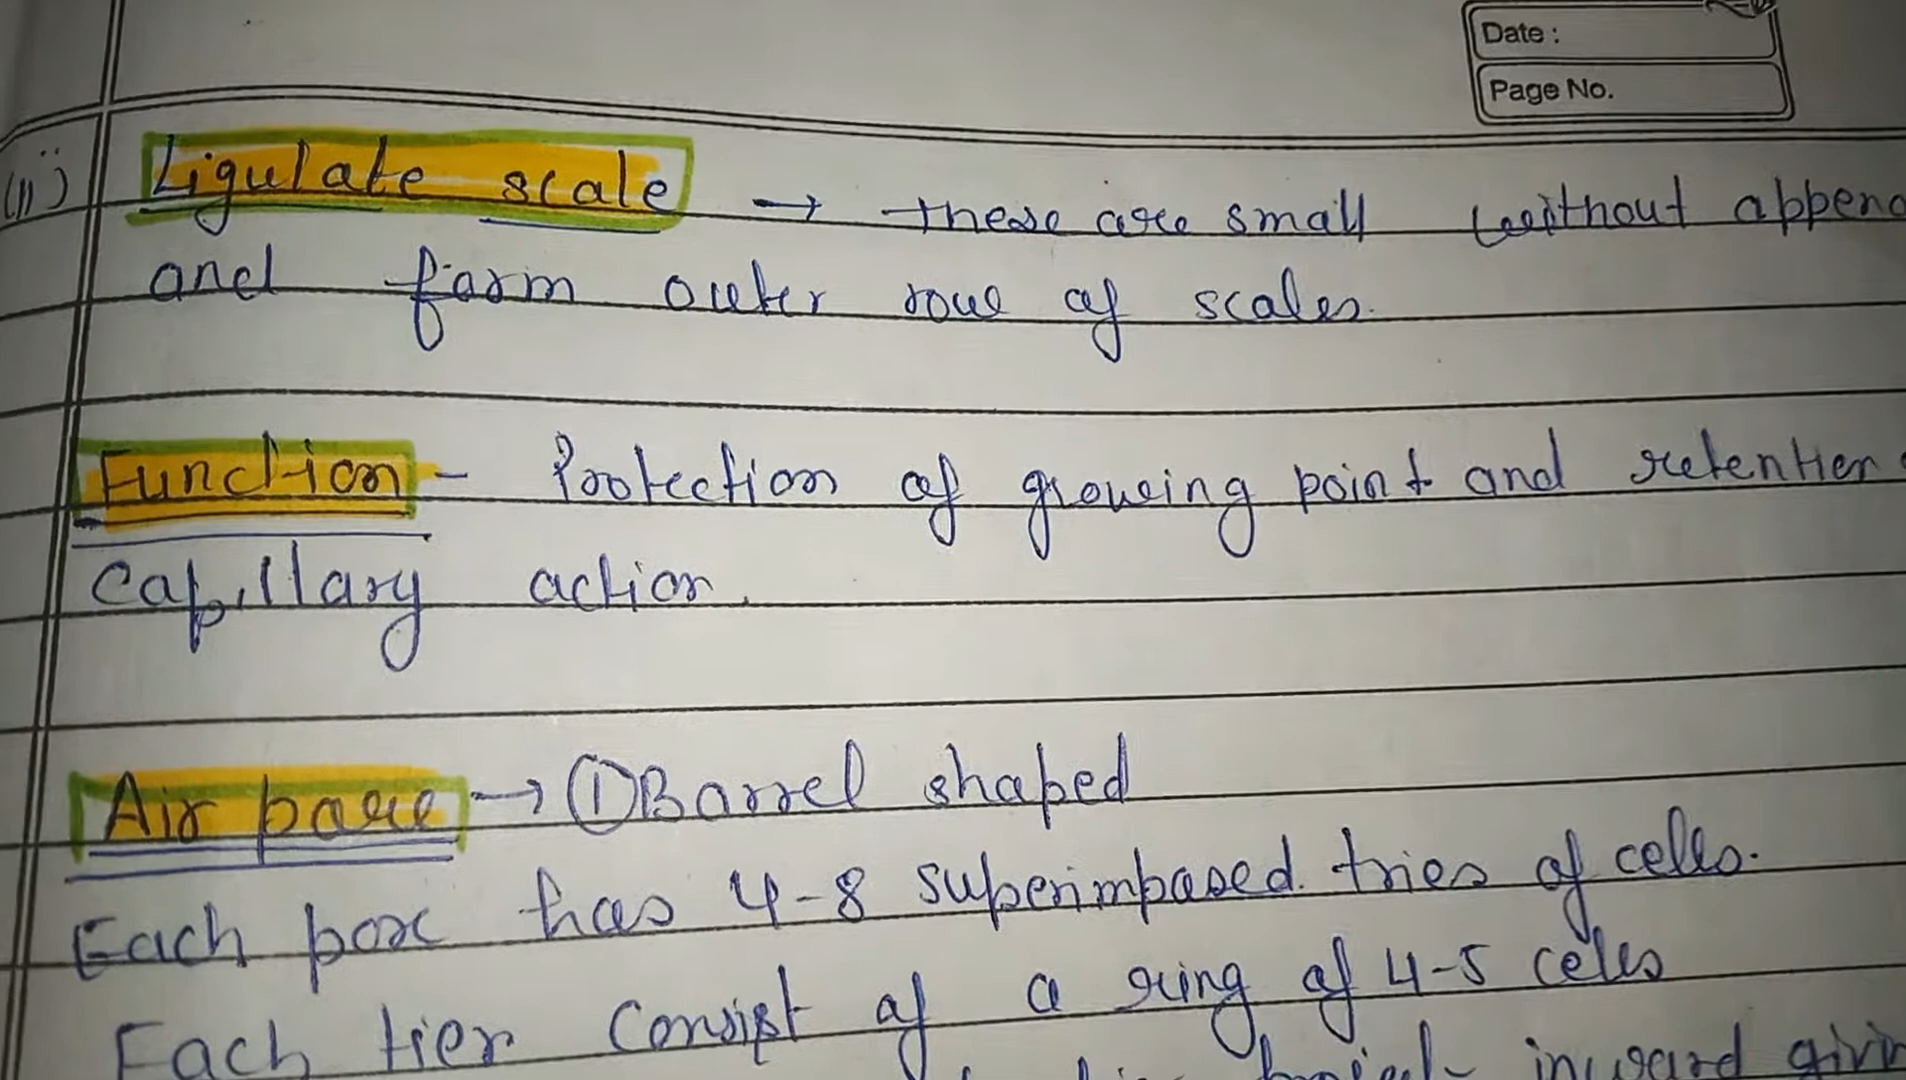 Date :
Page No.
(ii) Ligulate scale → these are small without append
and form outer row of scales.
Function - Protection of growing point and retention
capillary action.
Air pore → ① Barrel shaped
Each pore has 4-8 superimposed tries of cells.
Each tier consist of a ring of 4-5 cells
inward